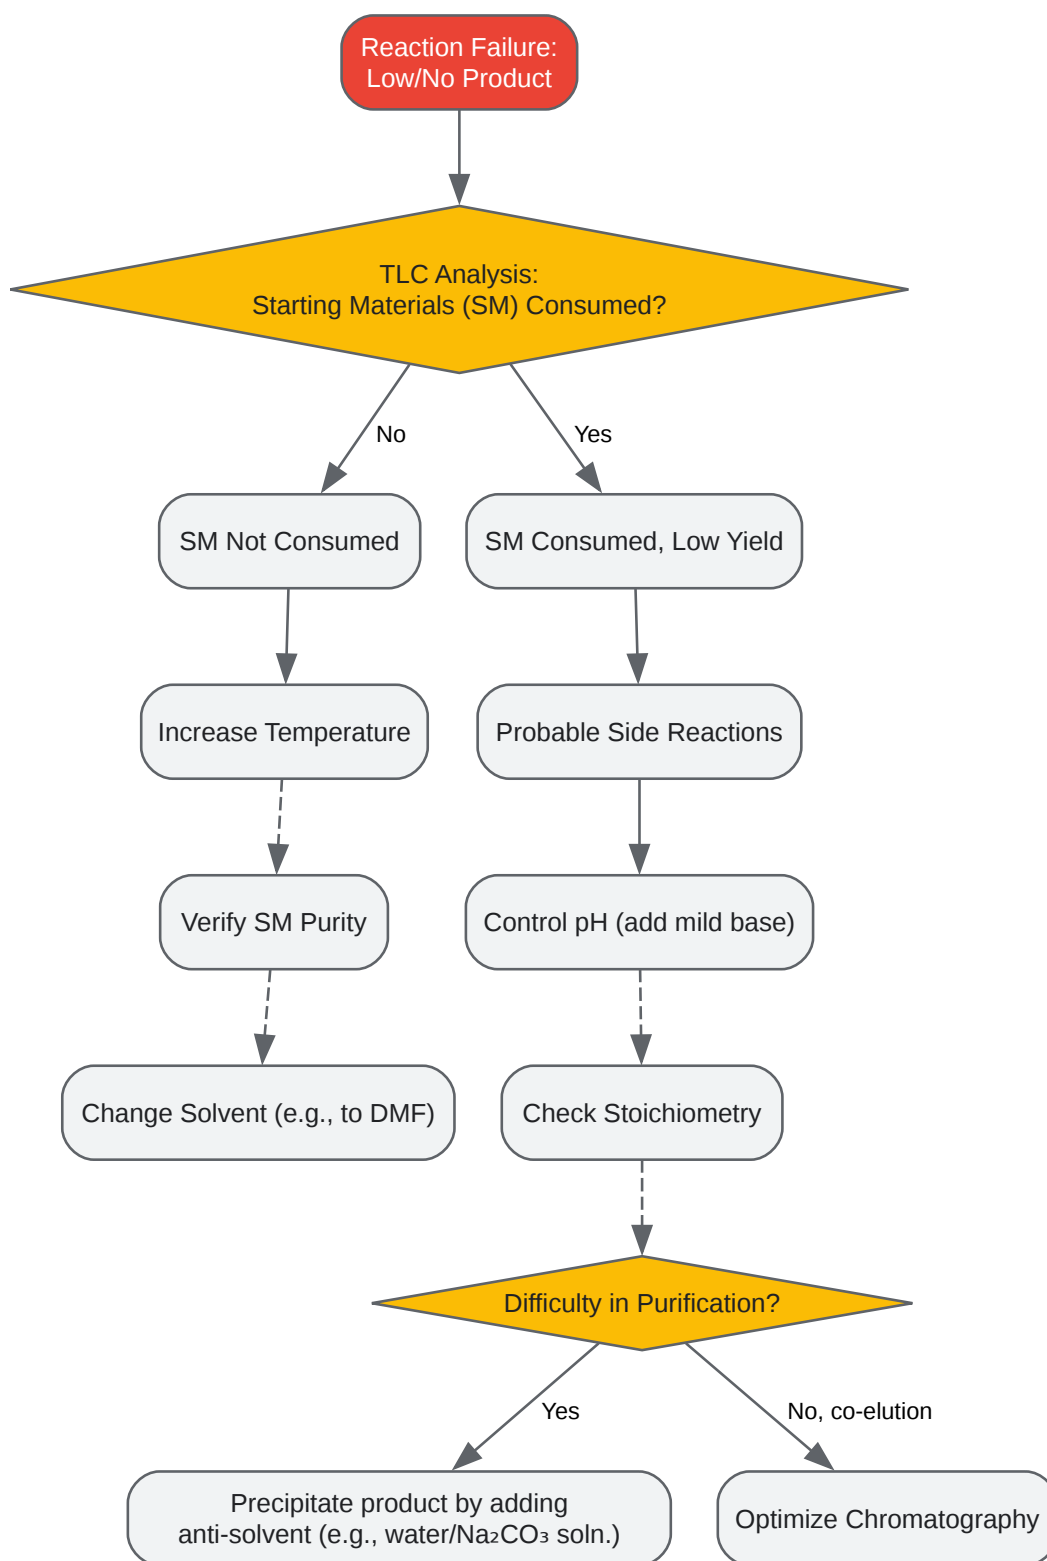 Reaction Failure:
Low/No Product
TLC Analysis:
Starting Materials (SM) Consumed?
No
Yes
SM Not Consumed
SM Consumed, Low Yield
Increase Temperature
Probable Side Reactions
Verify SM Purity
Control pH (add mild base)
Change Solvent (e.g., to DMF)
Check Stoichiometry
Difficulty in Purification?
Yes
No, co-elution
Precipitate product by adding
anti-solvent (e.g., water/Na₂CO₃ soln.)
Optimize Chromatography